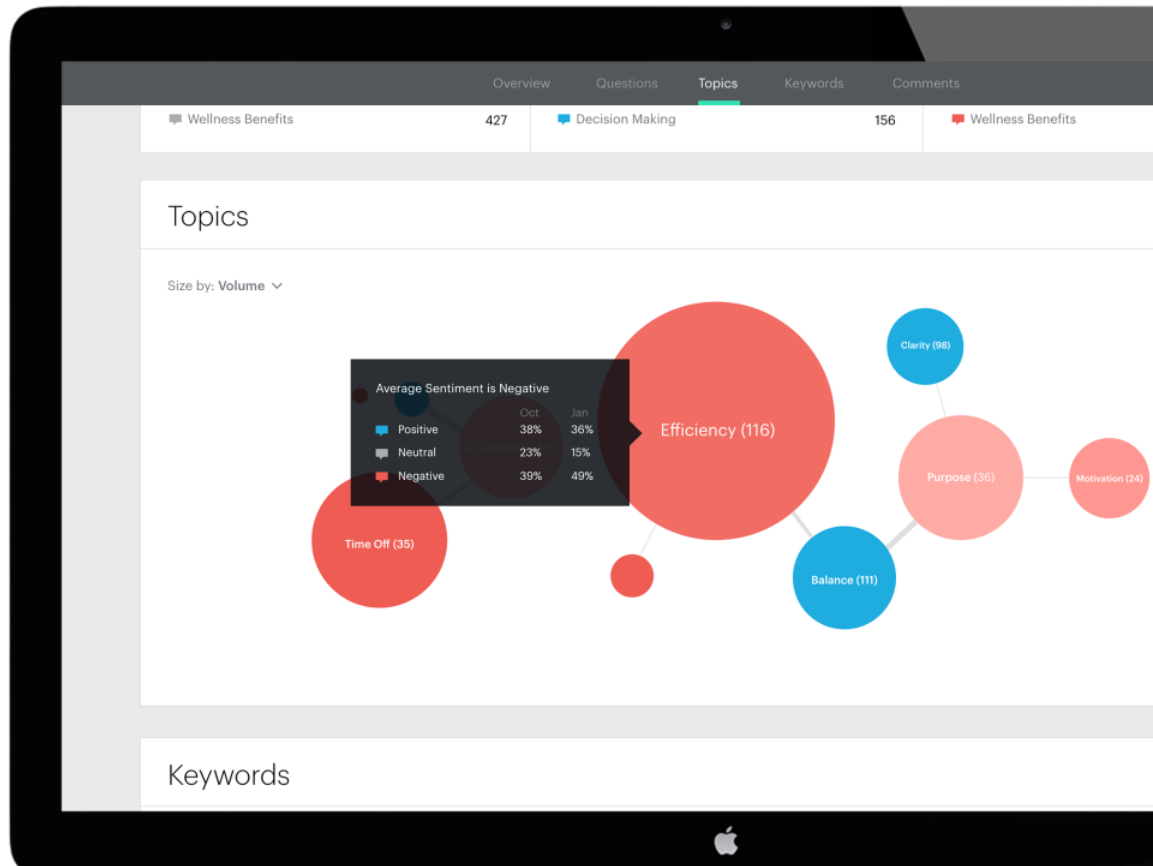 Overview Questions Topics Keywords Comments
Wellness Benefits 427 Decision Making 156 Wellness Benefits
Topics
Size by: Volume
Clarity (98)
Average Sentiment is Negative
Oct Jan
Positive 38% 36%
Efficiency (116)
Neutral 23% 15%
Negative 39% 49%
Purpose (36)
Motivation (24)
Time Off (35)
Balance (111)
Keywords